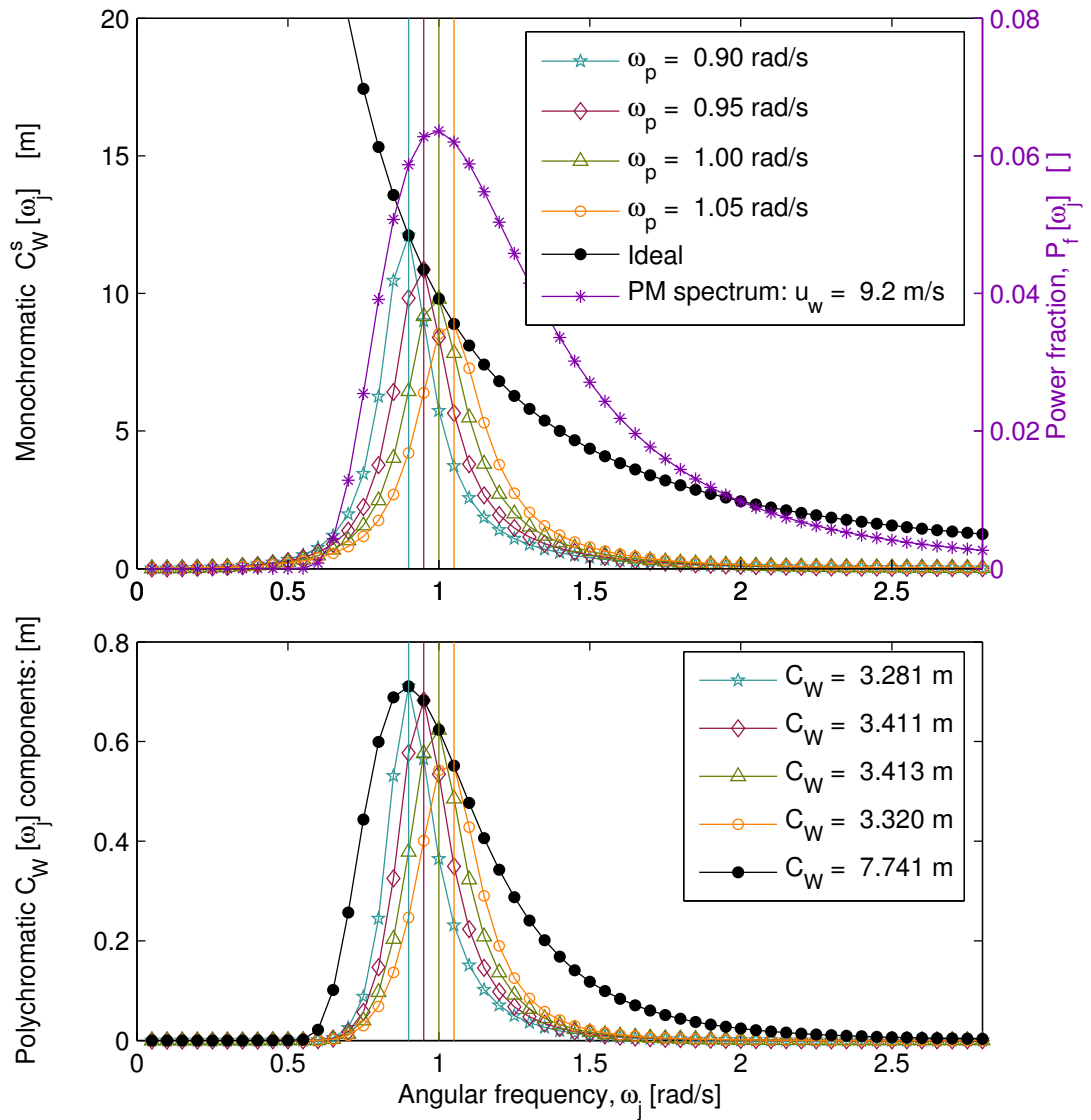 Monochromatic C_W^s [ω_j] [m]
20
15
10
5
0
0 0.5 1 1.5 2 2.5
0.08
0.06
0.04
0.02
0
Power fraction, P_f [ω_j] [ ]
ω_p = 0.90 rad/s
ω_p = 0.95 rad/s
ω_p = 1.00 rad/s
ω_p = 1.05 rad/s
Ideal
PM spectrum: u_w = 9.2 m/s
Polychromatic C_W [ω_j] components: [m]
0.8
0.6
0.4
0.2
0
0 0.5 1 1.5 2 2.5
Angular frequency, ω_j [rad/s]
C_W = 3.281 m
C_W = 3.411 m
C_W = 3.413 m
C_W = 3.320 m
C_W = 7.741 m